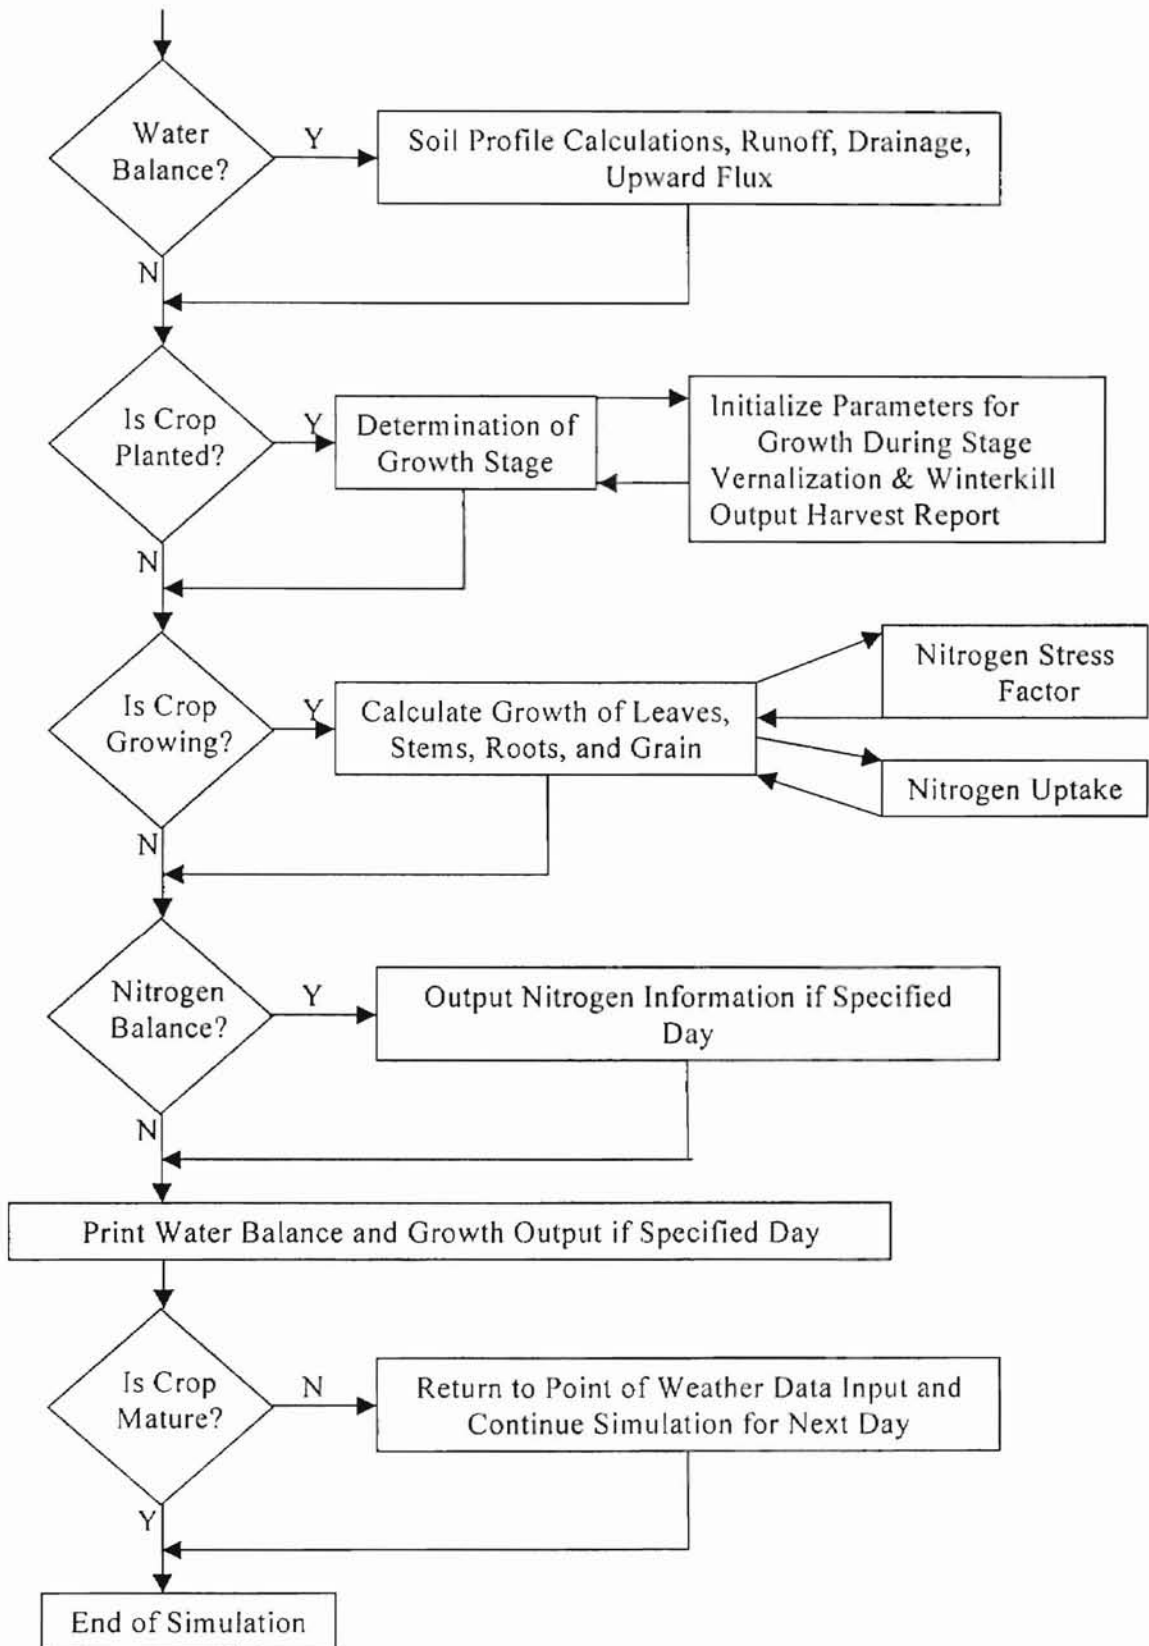 Water
Balance?
Y
Soil Profile Calculations, Runoff, Drainage,
Upward Flux
N
Is Crop
Planted?
Y
Determination of
Growth Stage
Initialize Parameters for
Growth During Stage
Vernalization & Winterkill
Output Harvest Report
N
Is Crop
Growing?
Y
Calculate Growth of Leaves,
Stems, Roots, and Grain
Nitrogen Stress
Factor
Nitrogen Uptake
N
Nitrogen
Balance?
Y
Output Nitrogen Information if Specified
Day
N
Print Water Balance and Growth Output if Specified Day
Is Crop
Mature?
N
Return to Point of Weather Data Input and
Continue Simulation for Next Day
Y
End of Simulation